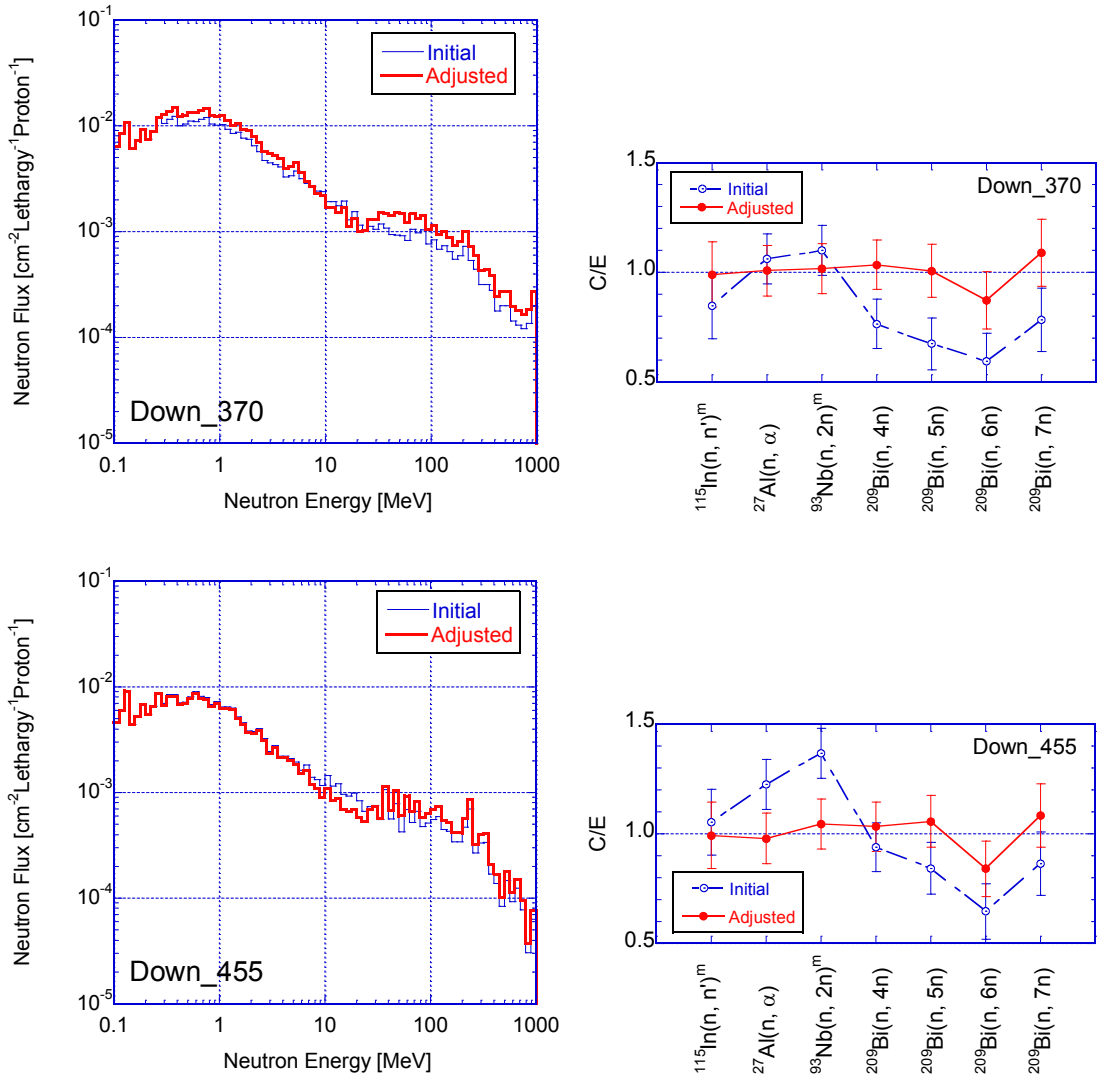 10⁻¹
10⁻²
10⁻³
10⁻⁴
10⁻⁵
Neutron Flux [cm⁻²Lethargy⁻¹Proton⁻¹]
Initial
Adjusted
Down_370
0.1 1 10 100 1000
Neutron Energy [MeV]
1.5
1.0
0.5
C/E
Initial
Adjusted
Down_370
¹¹⁵In(n, n')ᵐ
²⁷Al(n, α)
⁹³Nb(n, 2n)ᵐ
²⁰⁹Bi(n, 4n)
²⁰⁹Bi(n, 5n)
²⁰⁹Bi(n, 6n)
²⁰⁹Bi(n, 7n)
10⁻¹
10⁻²
10⁻³
10⁻⁴
10⁻⁵
Neutron Flux [cm⁻²Lethargy⁻¹Proton⁻¹]
Initial
Adjusted
Down_455
0.1 1 10 100 1000
Neutron Energy [MeV]
1.5
1.0
0.5
C/E
Down_455
Initial
Adjusted
¹¹⁵In(n, n')ᵐ
²⁷Al(n, α)
⁹³Nb(n, 2n)ᵐ
²⁰⁹Bi(n, 4n)
²⁰⁹Bi(n, 5n)
²⁰⁹Bi(n, 6n)
²⁰⁹Bi(n, 7n)